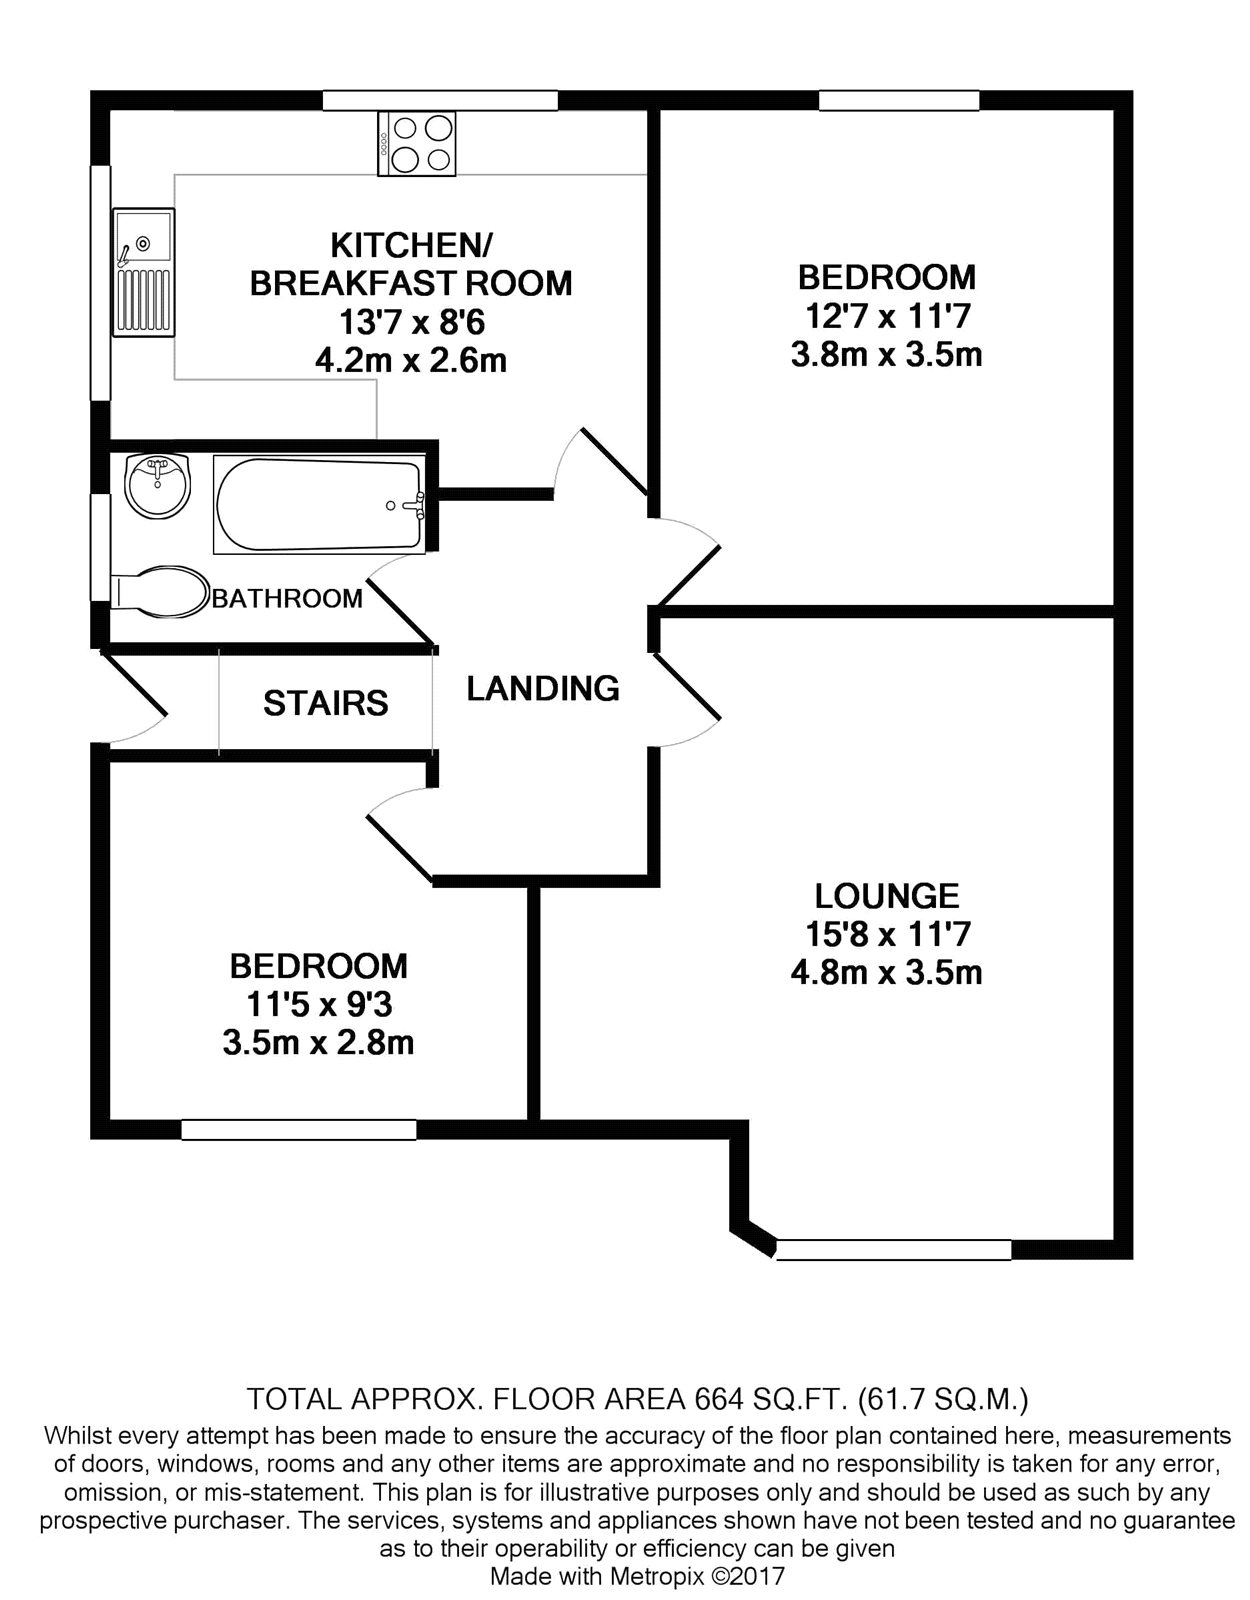 KITCHEN/
BREAKFAST ROOM
13'7 x 8'6
4.2m x 2.6m
BEDROOM
12'7 x 11'7
3.8m x 3.5m
BATHROOM
STAIRS
LANDING
LOUNGE
15'8 x 11'7
4.8m x 3.5m
BEDROOM
11'5 x 9'3
3.5m x 2.8m
TOTAL APPROX. FLOOR AREA 664 SQ.FT. (61.7 SQ.M.)
Whilst every attempt has been made to ensure the accuracy of the floor plan contained here, measurements
of doors, windows, rooms and any other items are approximate and no responsibility is taken for any error,
omission, or mis-statement. This plan is for illustrative purposes only and should be used as such by any
prospective purchaser. The services, systems and appliances shown have not been tested and no guarantee
as to their operability or efficiency can be given
Made with Metropix ©2017